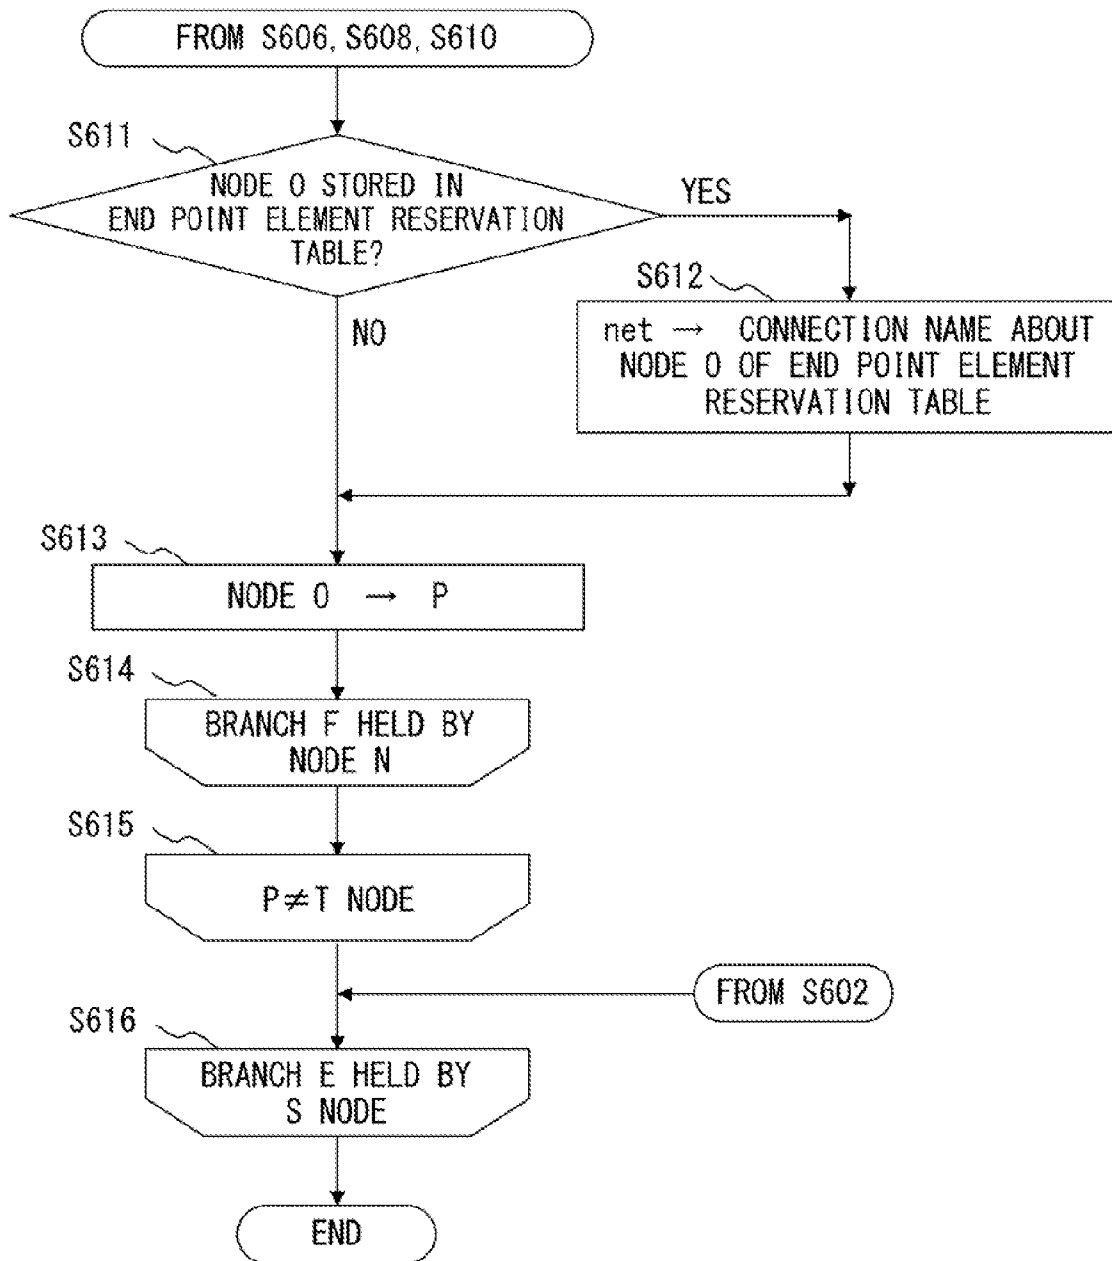 FROM S606, S608, S610
S611
NODE O STORED IN
END POINT ELEMENT RESERVATION
TABLE?
YES
S612
net → CONNECTION NAME ABOUT
NODE O OF END POINT ELEMENT
RESERVATION TABLE
NO
S613
NODE O → P
S614
BRANCH F HELD BY
NODE N
S615
P≠T NODE
FROM S602
S616
BRANCH E HELD BY
S NODE
END